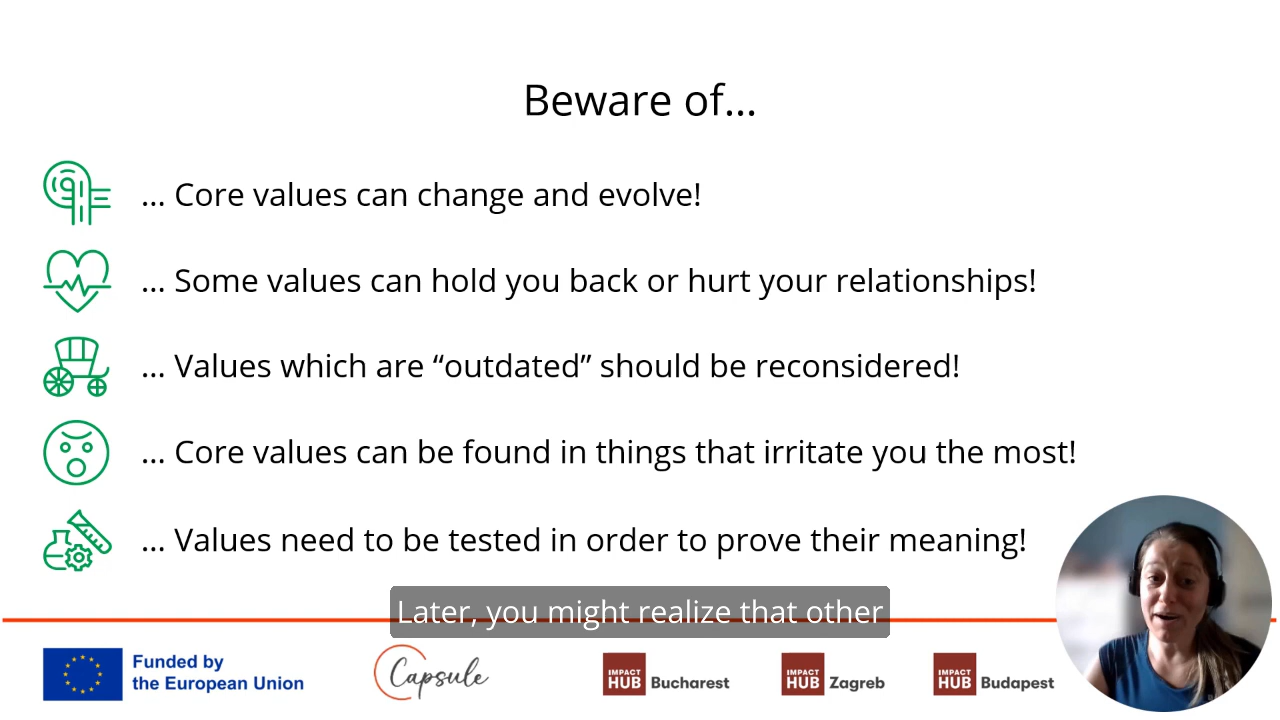 Beware of...
... Core values can change and evolve!
... Some values can hold you back or hurt your relationships!
... Values which are “outdated” should be reconsidered!
... Core values can be found in things that irritate you the most!
... Values need to be tested in order to prove their meaning!
Later, you might realize that other
Funded by
the European Union
Capsule
IMPACT
HUB Bucharest
IMPACT
HUB Zagreb
IMPACT
HUB Budapest